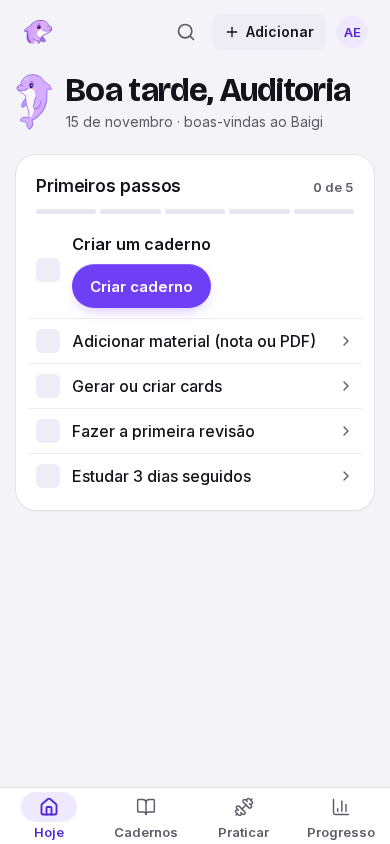 Adicionar
AE
Boa tarde, Auditoria
15 de novembro · boas-vindas ao Baigi
Primeiros passos
0 de 5
Criar um caderno
Criar caderno
Adicionar material (nota ou PDF)
Gerar ou criar cards
Fazer a primeira revisão
Estudar 3 dias seguidos
Hoje
Cadernos
Praticar
Progresso